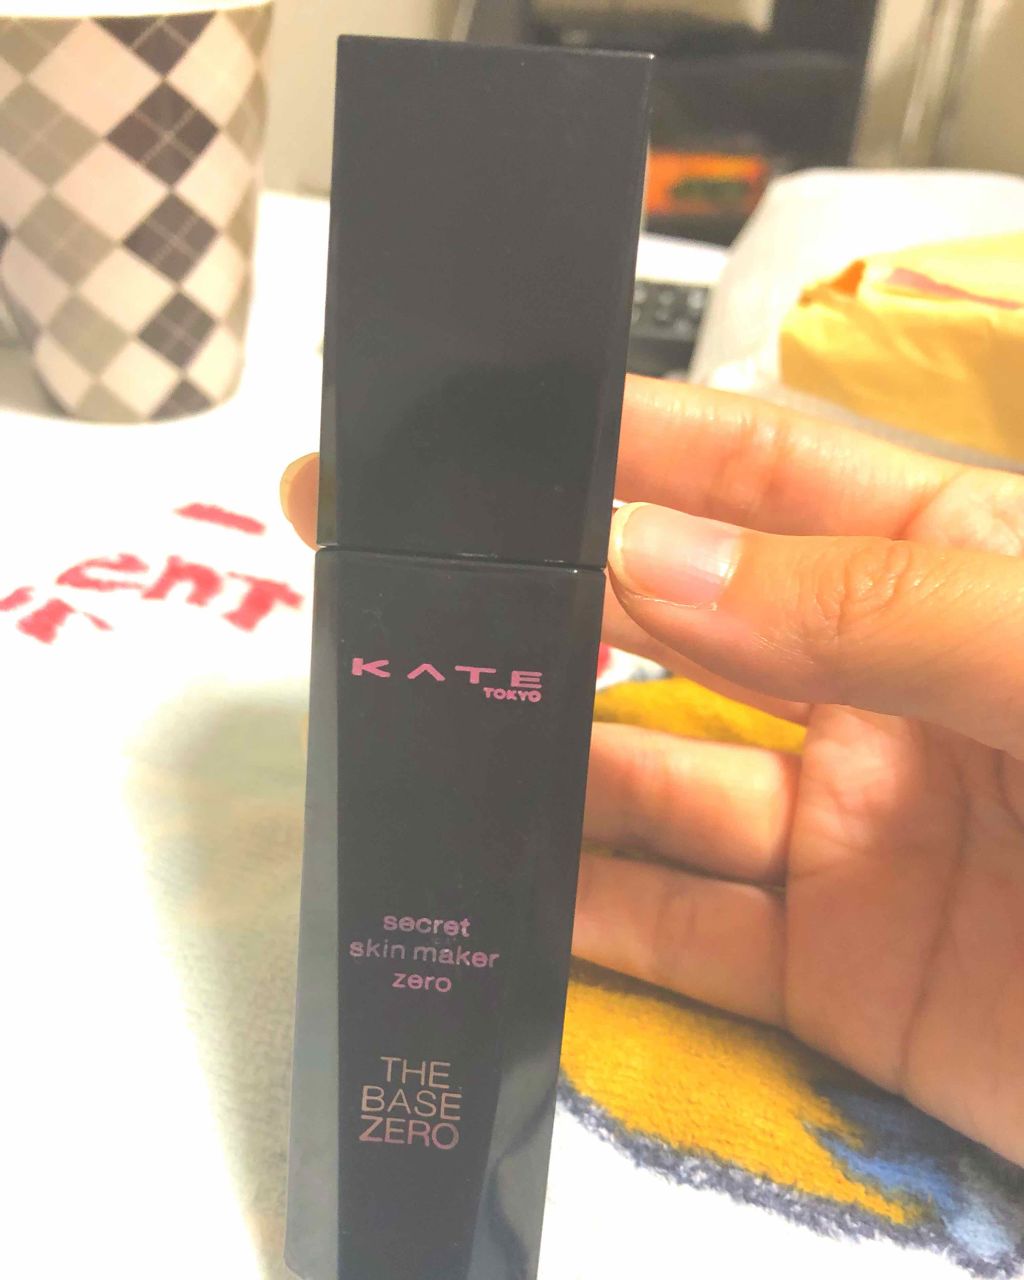 KATE
TOKYO
secret
skin maker
zero
THE
BASE
ZERO